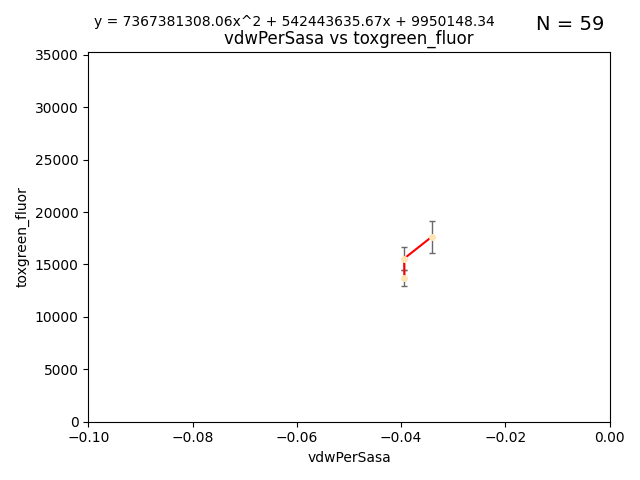 y = 7367381308.06x^2 + 542443635.67x + 9950148.34
N = 59
vdwPerSasa vs toxgreen_fluor
35000
30000
25000
20000
15000
10000
5000
0
toxgreen_fluor
−0.10 −0.08 −0.06 −0.04 −0.02 0.00
vdwPerSasa